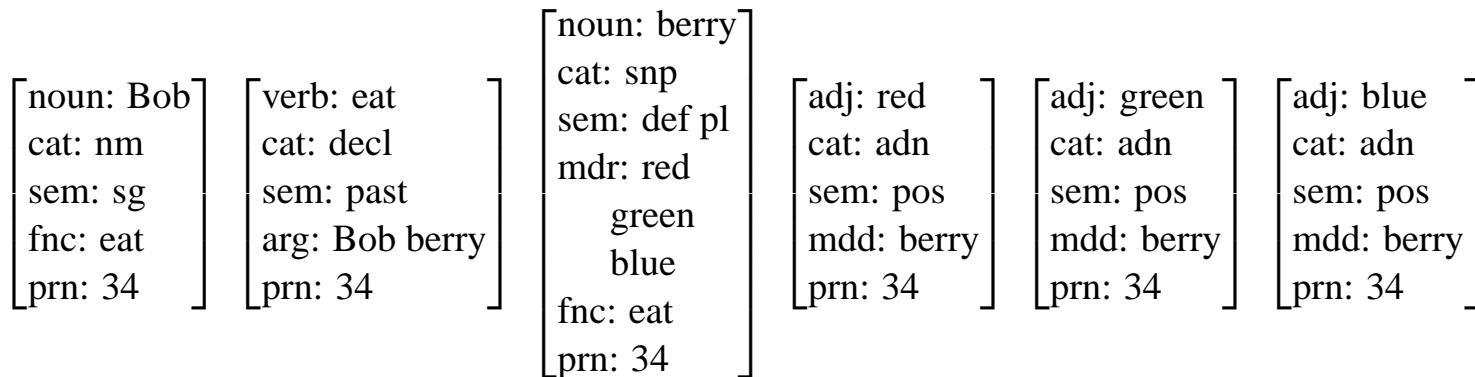 noun: Bob
cat: nm
sem: sg
fnc: eat
prn: 34
verb: eat
cat: decl
sem: past
arg: Bob berry
prn: 34
noun: berry
cat: snp
sem: def pl
mdr: red
green
blue
fnc: eat
prn: 34
adj: red
cat: adn
sem: pos
mdd: berry
prn: 34
adj: green
cat: adn
sem: pos
mdd: berry
prn: 34
adj: blue
cat: adn
sem: pos
mdd: berry
prn: 34